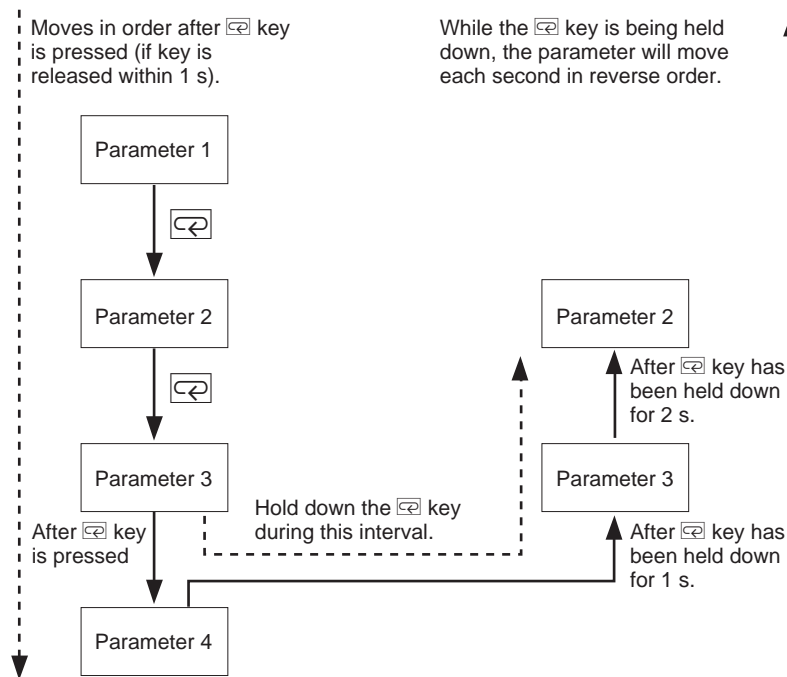 Moves in order after key
is pressed (if key is
released within 1 s).
While the key is being held
down, the parameter will move
each second in reverse order.
Parameter 1
Parameter 2
Parameter 2
After key has
been held down
for 2 s.
Parameter 3
Parameter 3
Hold down the key
during this interval.
After key
is pressed
After key has
been held down
for 1 s.
Parameter 4